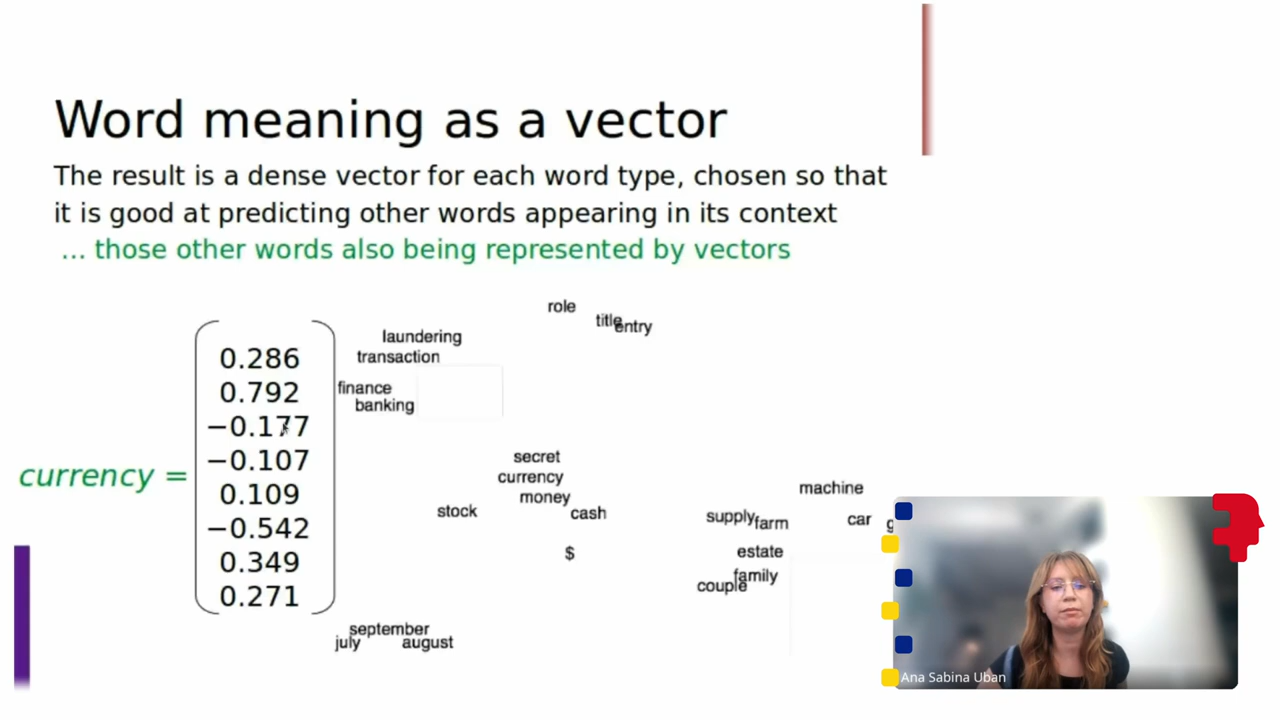 Word meaning as a vector
The result is a dense vector for each word type, chosen so that
it is good at predicting other words appearing in its context
... those other words also being represented by vectors
currency =
0.286
0.792
−0.177
−0.107
0.109
−0.542
0.349
0.271
role
title
entry
laundering
transaction
finance
banking
secret
currency
money
stock
cash
$
machine
supply
farm
car
estate
family
couple
september
july
august
Ana Sabina Uban